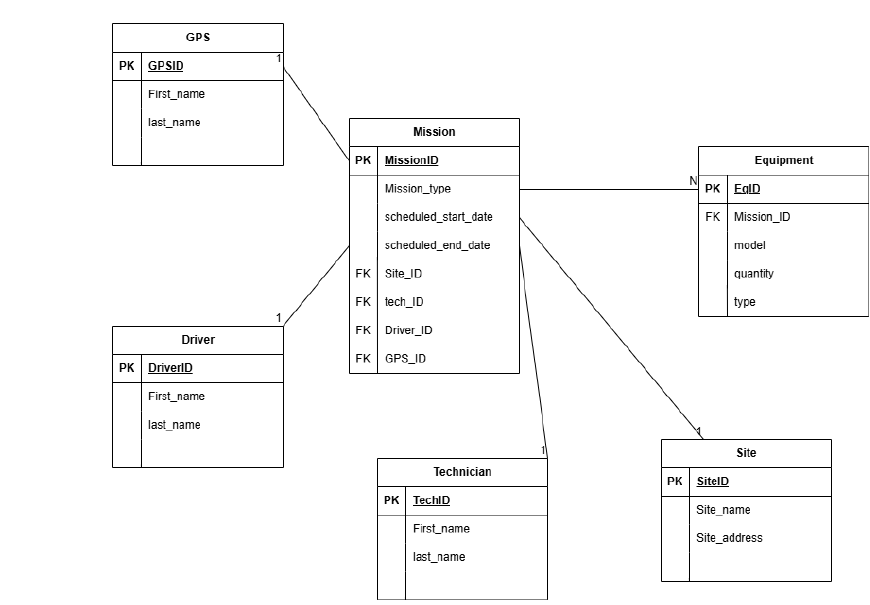 GPS
1
PK GPSID
First_name
last_name
Mission
PK MissionID
Mission_type
scheduled_start_date
scheduled_end_date
FK Site_ID
FK tech_ID
FK Driver_ID
FK GPS_ID
Equipment
N
PK EqID
FK Mission_ID
model
quantity
type
1
Driver
PK DriverID
First_name
last_name
1
Technician
PK TechID
First_name
last_name
1
Site
PK SiteID
Site_name
Site_address